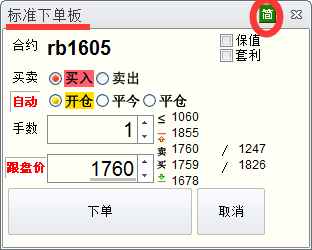 标准下单板 简
合约 rb1605 保值
套利
买卖 买入 卖出
自动 开仓 平今 平仓
手数 1 ≤ 1060
1855
卖 1760 / 1247
跟盘价 1760 买 1759 / 1826
≥ 1678
下单 取消